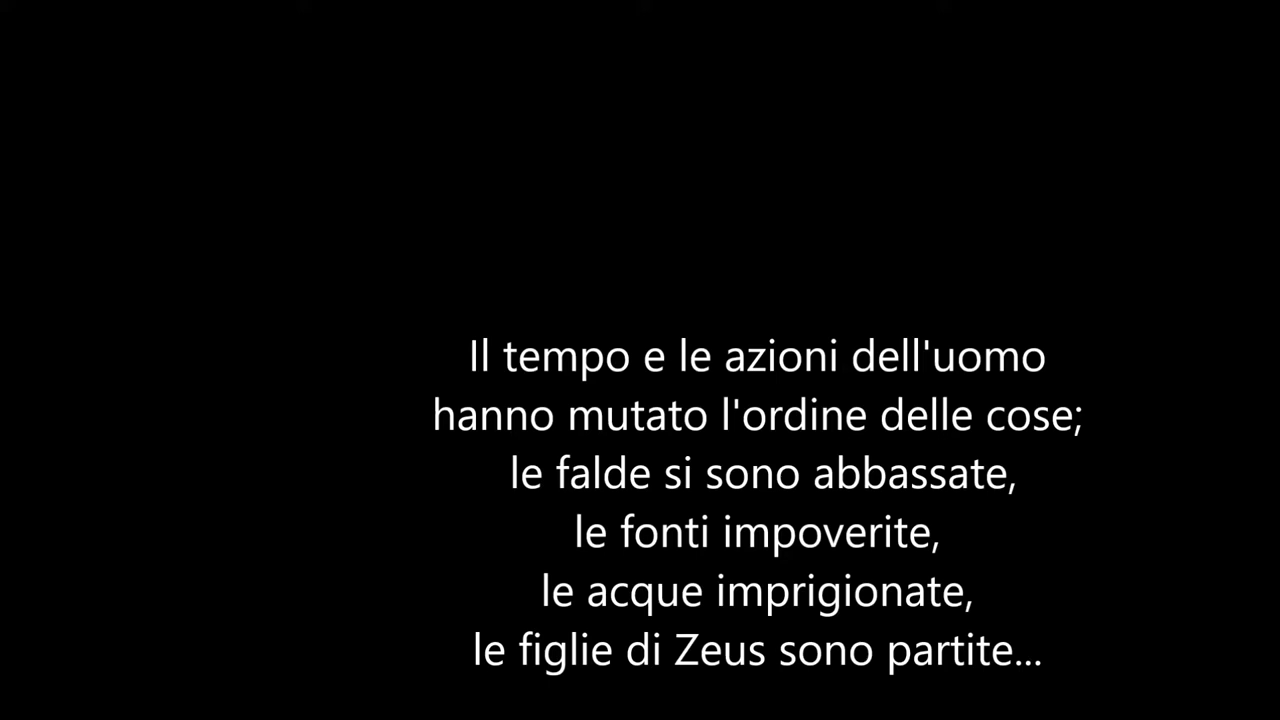 Il tempo e le azioni dell'uomo
hanno mutato l'ordine delle cose;
le falde si sono abbassate,
le fonti impoverite,
le acque imprigionate,
le figlie di Zeus sono partite...